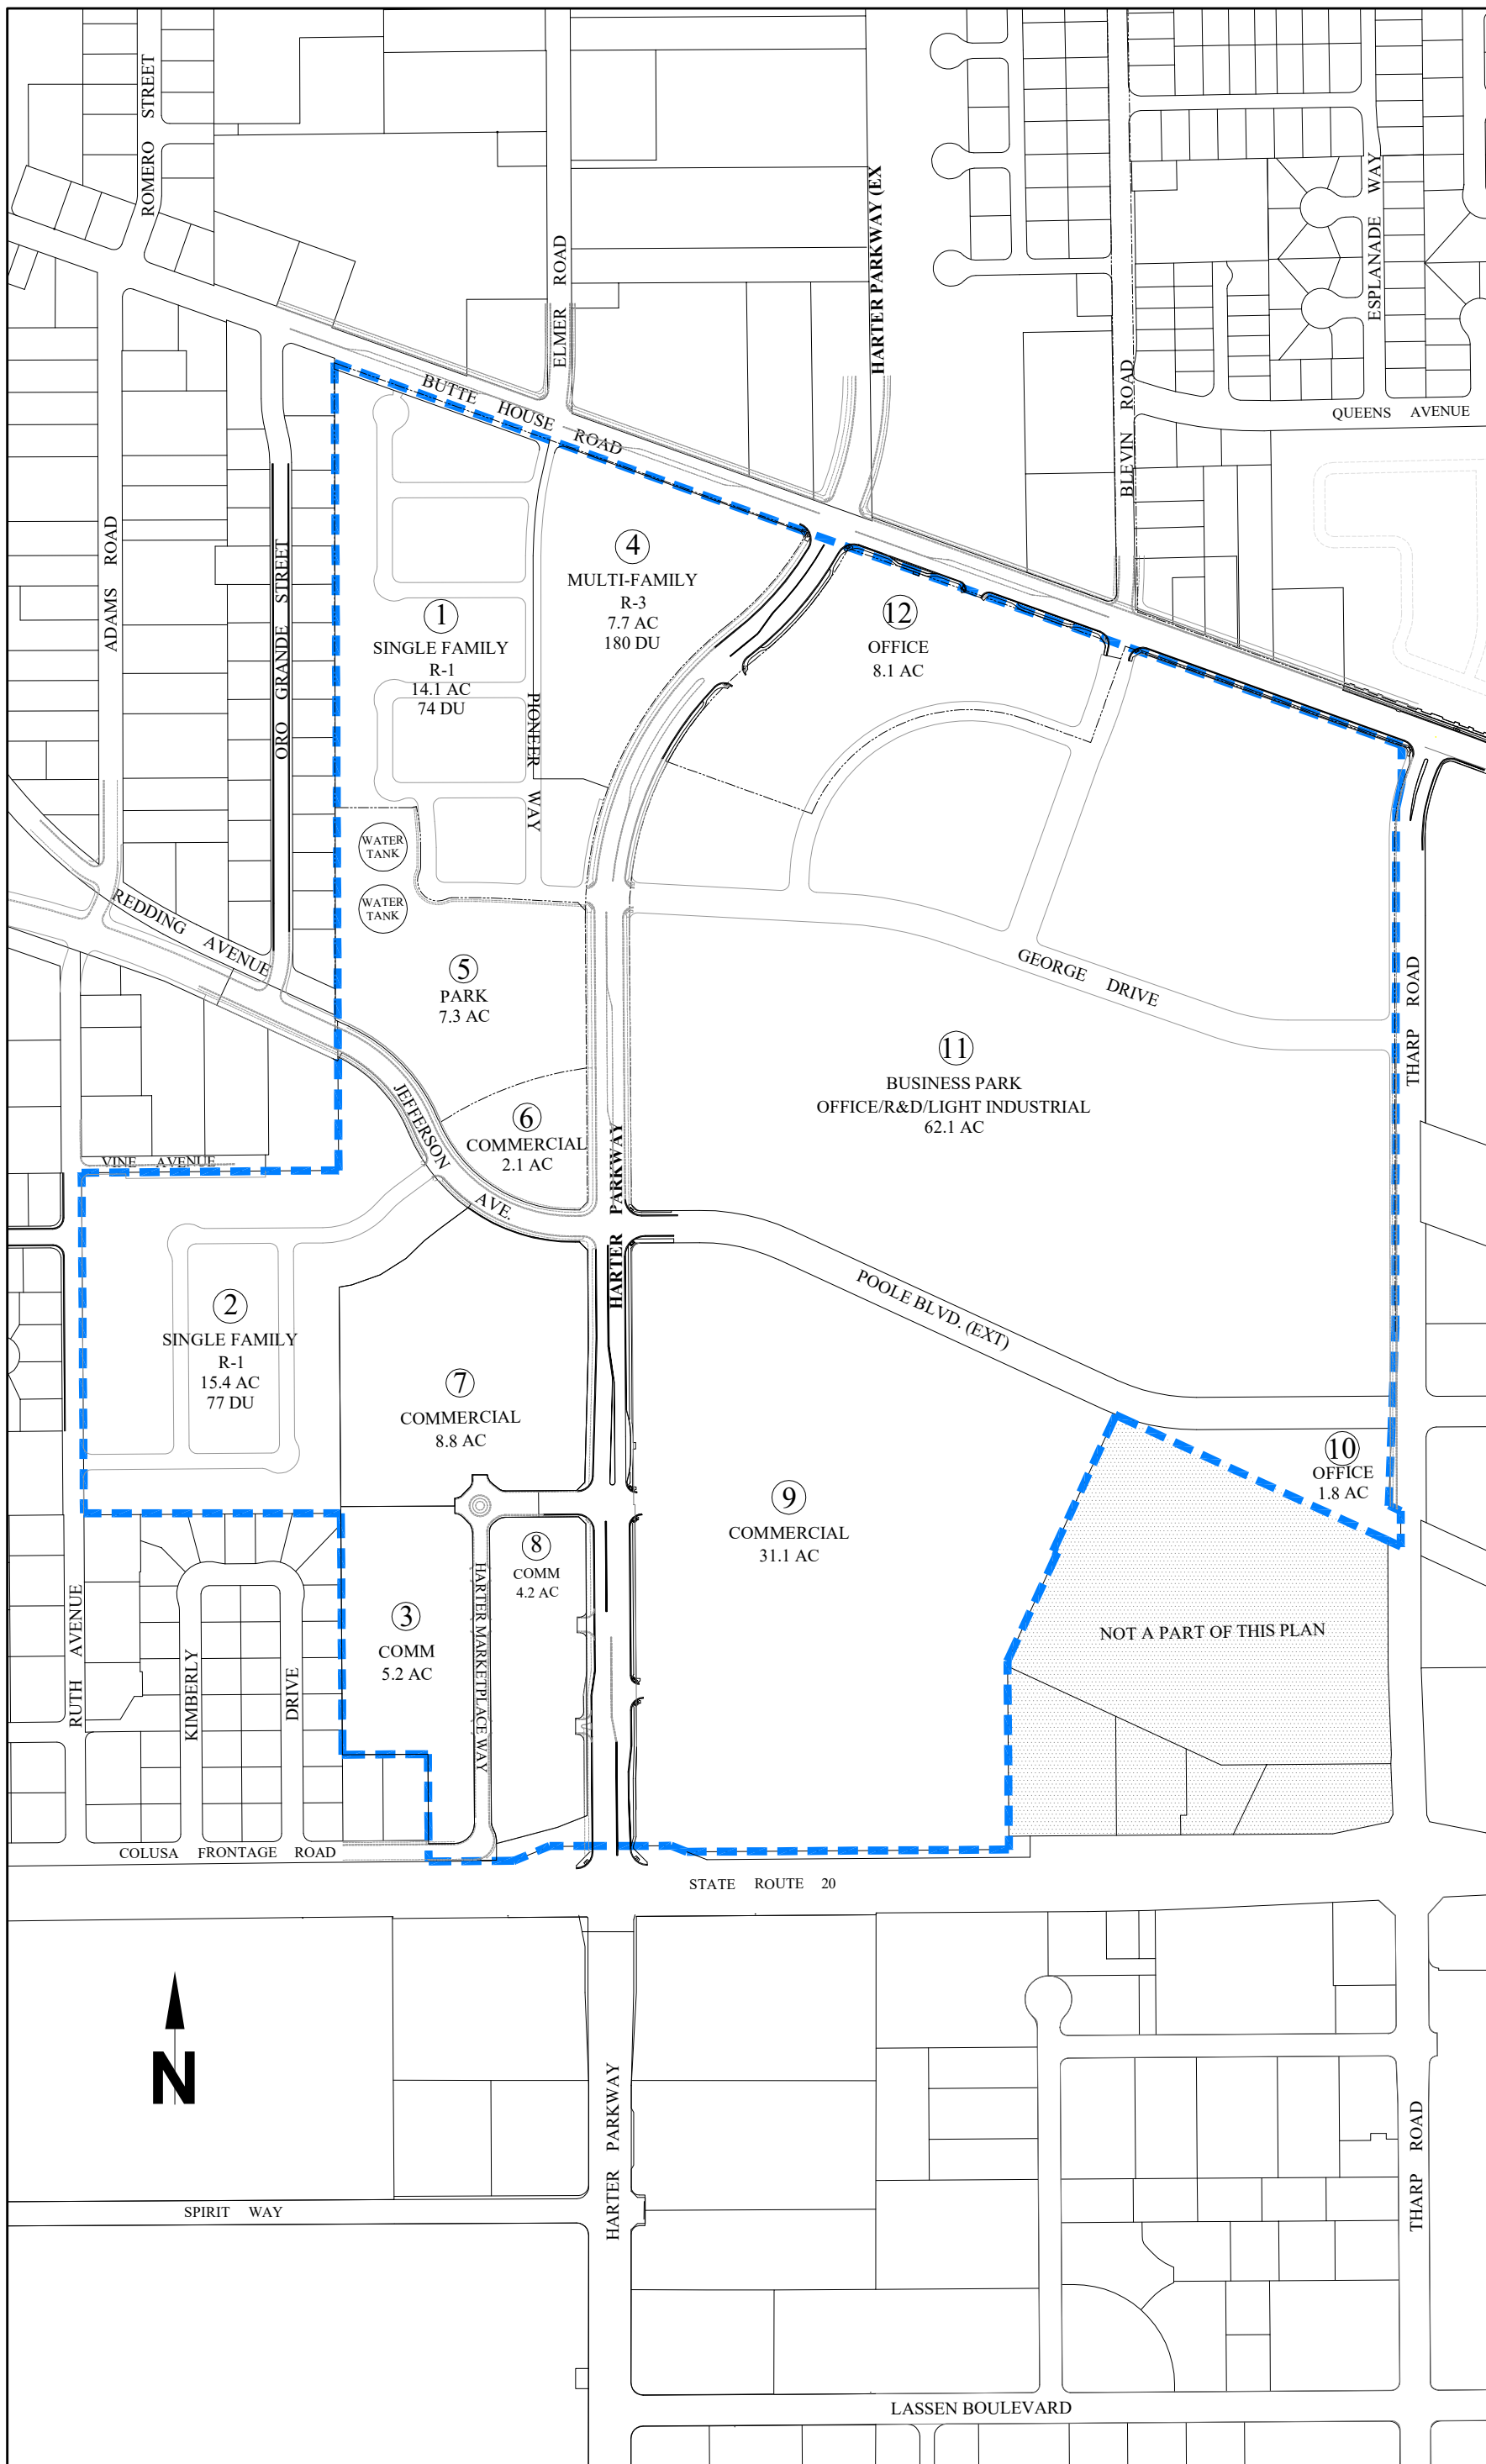 ROMERO STREET
ELMER ROAD
HARTER PARKWAY (EX
ESPLANADE WAY
BLEVIN ROAD
QUEENS AVENUE
BUTTE HOUSE ROAD
ADAMS ROAD
ORO GRANDE STREET
1
SINGLE FAMILY
R-1
14.1 AC
74 DU
4
MULTI-FAMILY
R-3
7.7 AC
180 DU
12
OFFICE
8.1 AC
PIONEER WAY
WATER
TANK
WATER
TANK
REDDING AVENUE
5
PARK
7.3 AC
GEORGE DRIVE
THARP ROAD
11
BUSINESS PARK
OFFICE/R&D/LIGHT INDUSTRIAL
62.1 AC
JEFFERSON AVE.
6
COMMERCIAL
2.1 AC
HARTER PARKWAY
VINE AVENUE
POOLE BLVD. (EXT)
2
SINGLE FAMILY
R-1
15.4 AC
77 DU
7
COMMERCIAL
8.8 AC
10
OFFICE
1.8 AC
9
COMMERCIAL
31.1 AC
8
COMM
4.2 AC
HARTER MARKETPLACE WAY
3
COMM
5.2 AC
NOT A PART OF THIS PLAN
RUTH AVENUE
KIMBERLY DRIVE
COLUSA FRONTAGE ROAD
STATE ROUTE 20
N
HARTER PARKWAY
THARP ROAD
SPIRIT WAY
LASSEN BOULEVARD